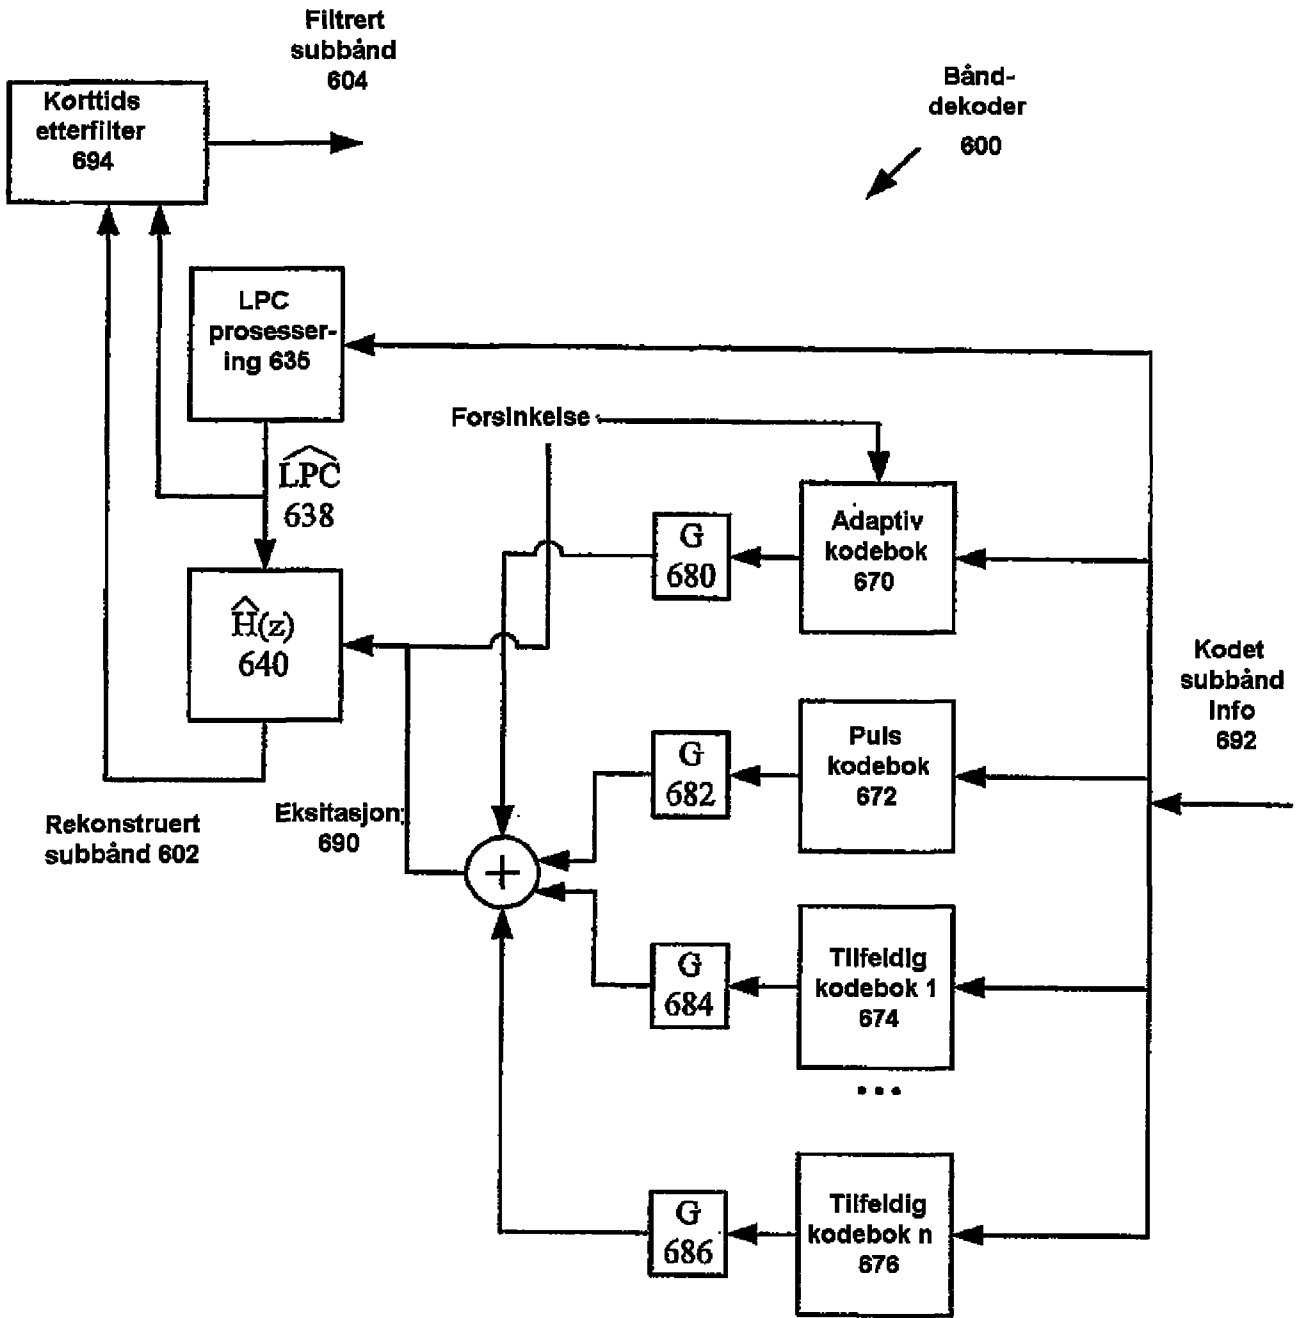 Filtrert
subbånd
604
Bånd-
dekoder
600
Korttids
etterfilter
694
LPC
prosesser-
ing 635
Forsinkelse
L͡PC
638
G
680
Adaptiv
kodebok
670
Ĥ(z)
640
Kodet
subbånd
Info
692
G
682
Puls
kodebok
672
Eksitasjon
690
Rekonstruert
subbånd 602
+
G
684
Tilfeldig
kodebok 1
674
...
G
686
Tilfeldig
kodebok n
676